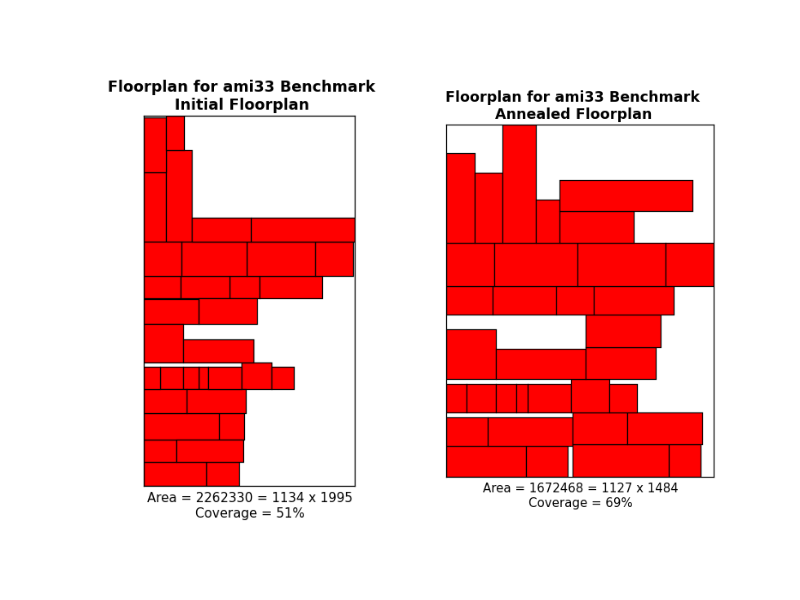 Floorplan for ami33 Benchmark
Initial Floorplan
Area = 2262330 = 1134 x 1995
Coverage = 51%
Floorplan for ami33 Benchmark
Annealed Floorplan
Area = 1672468 = 1127 x 1484
Coverage = 69%